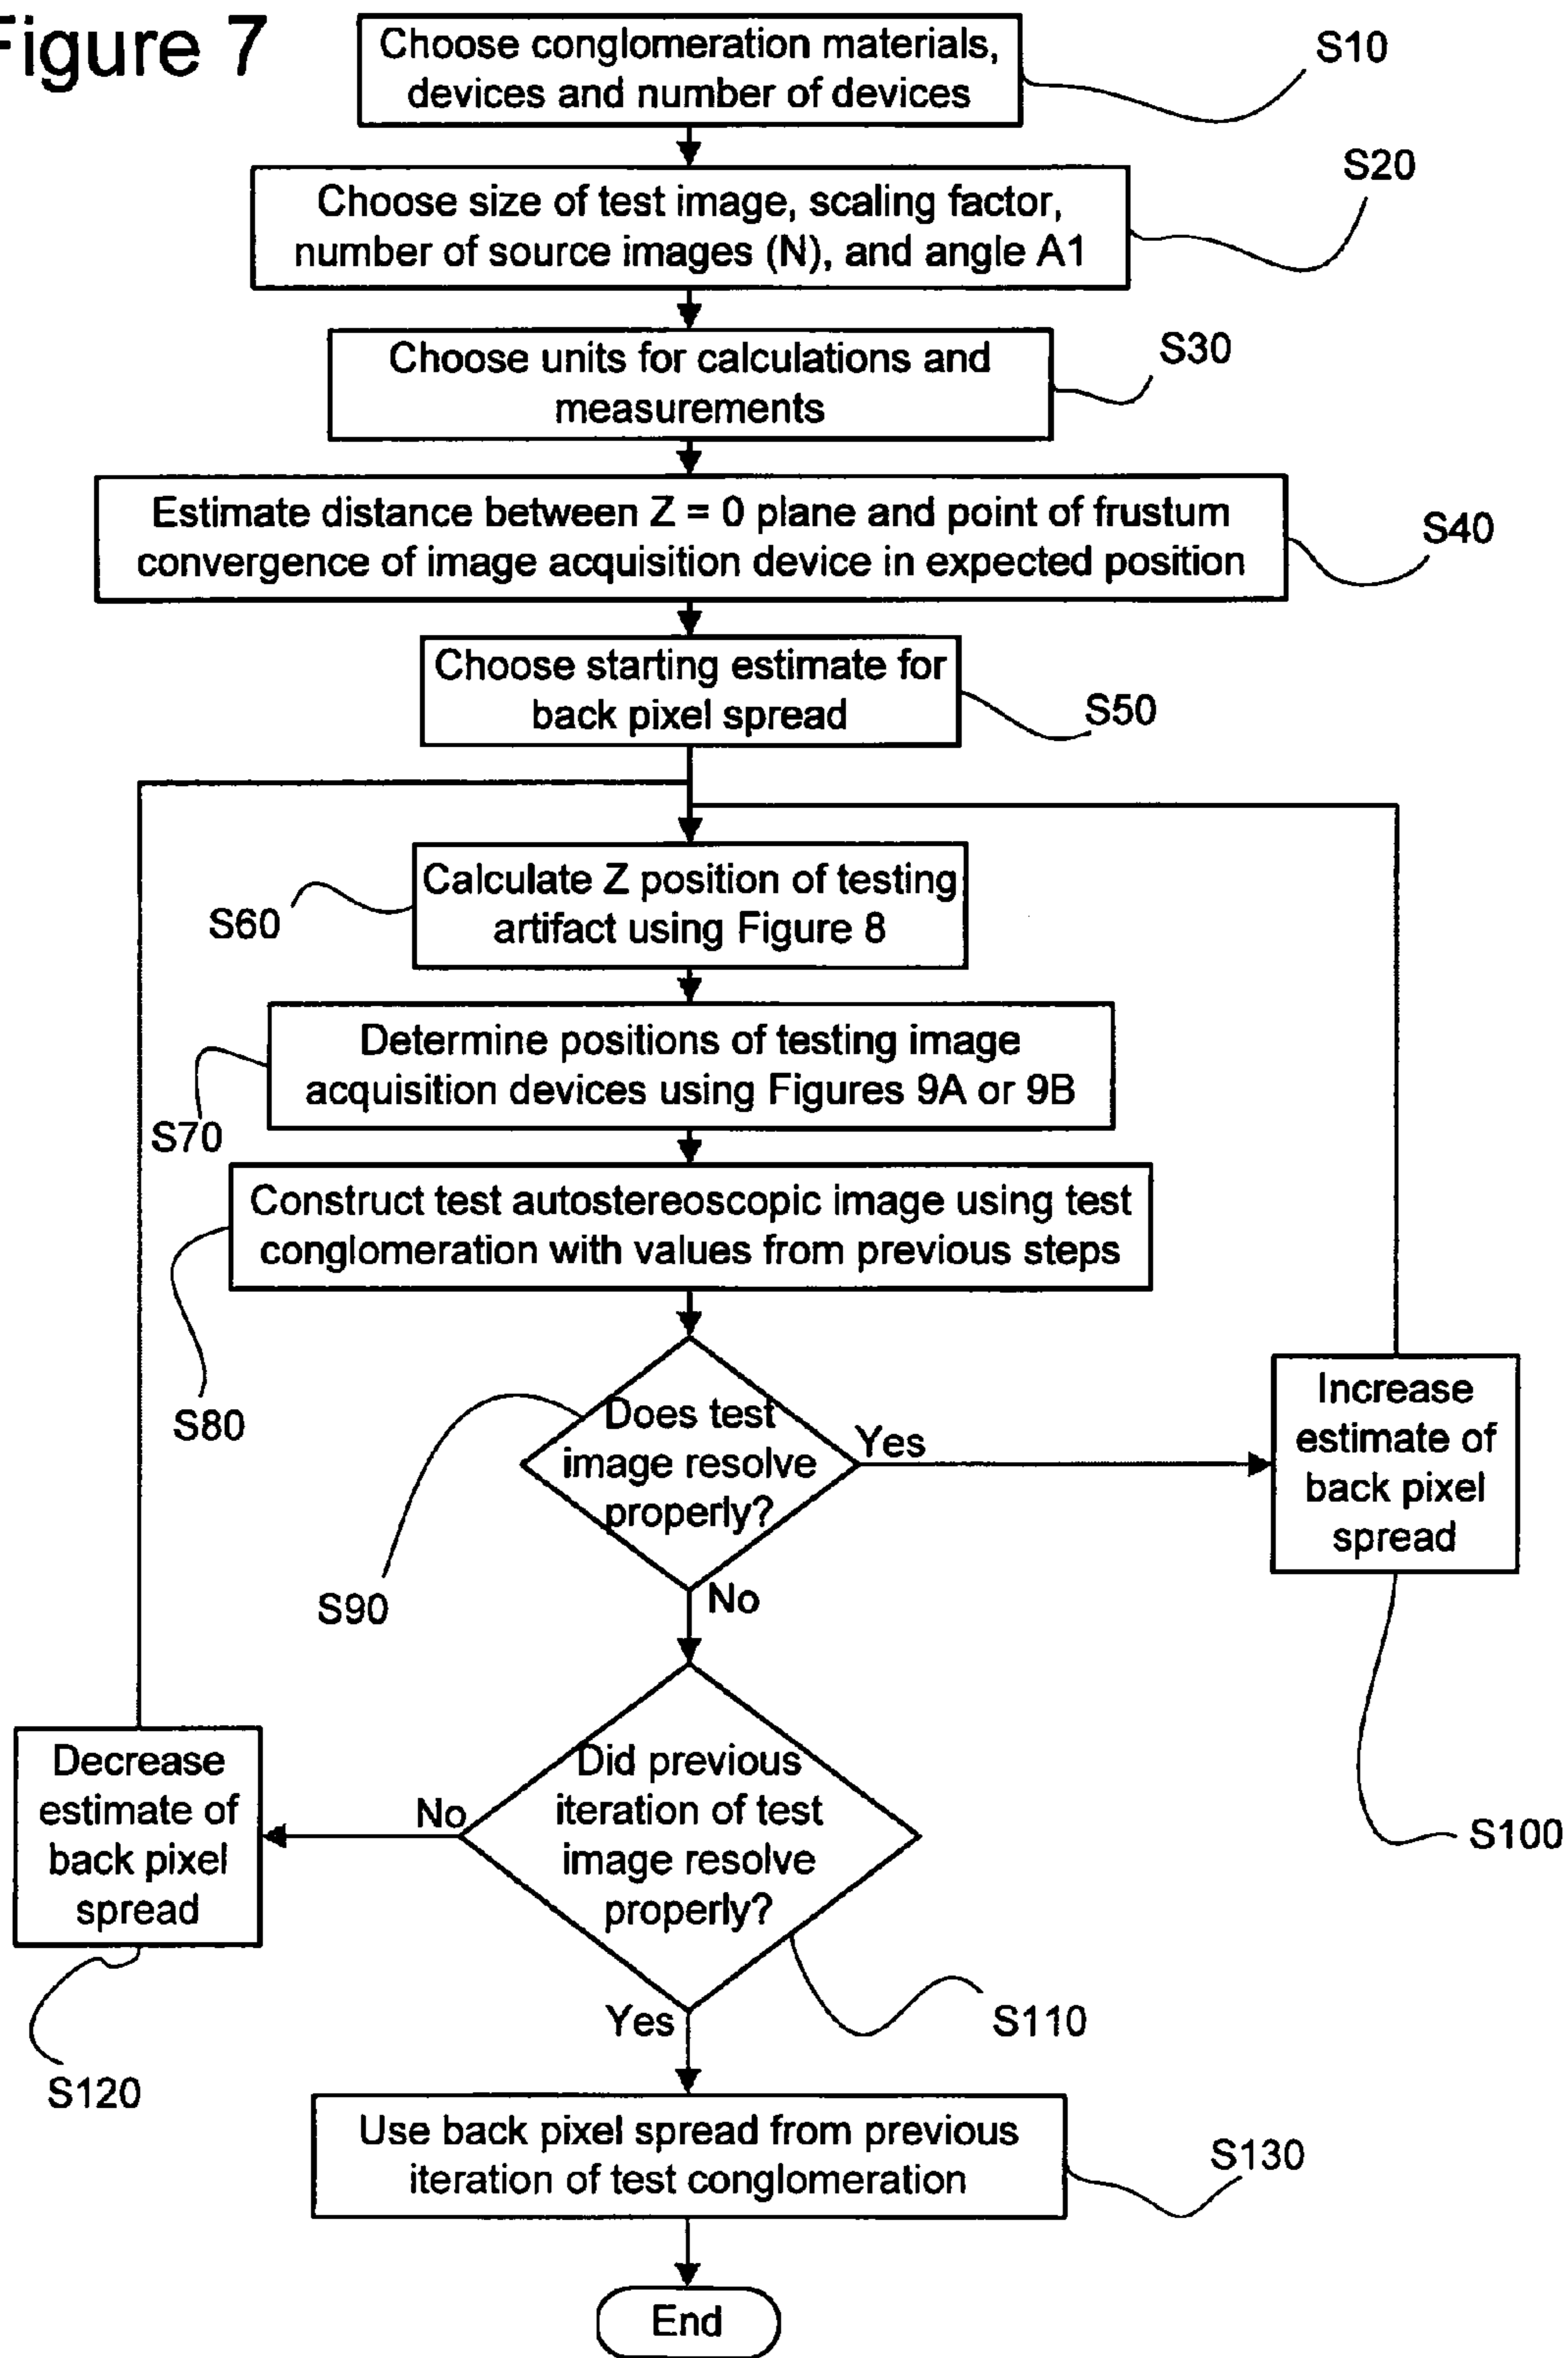 Figure 7
Choose conglomeration materials,
devices and number of devices
S10
Choose size of test image, scaling factor,
number of source images (N), and angle A1
S20
Choose units for calculations and
measurements
S30
Estimate distance between Z = 0 plane and point of frustum
convergence of image acquisition device in expected position
S40
Choose starting estimate for
back pixel spread
S50
Calculate Z position of testing
artifact using Figure 8
S60
Determine positions of testing image
acquisition devices using Figures 9A or 9B
S70
Construct test autostereoscopic image using test
conglomeration with values from previous steps
S80
Does test
image resolve
properly?
Yes
S90
No
Increase
estimate of
back pixel
spread
S100
Did previous
iteration of test
image resolve
properly?
No
Decrease
estimate of
back pixel
spread
S120
Yes
S110
Use back pixel spread from previous
iteration of test conglomeration
S130
End